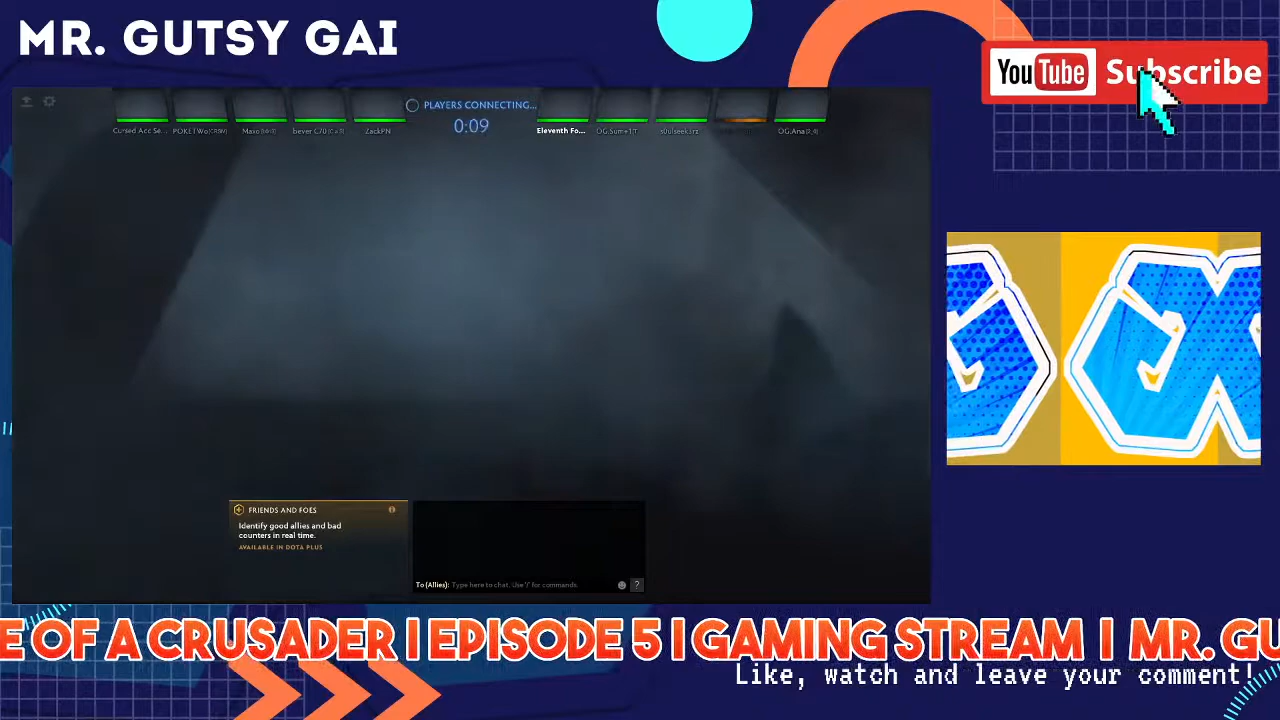 MR. GUTSY GAI
YouTube Subscribe
PLAYERS CONNECTING...
0:09
Cursed Acc Se...
ZackPN
Eleventh Fo...
FRIENDS AND FOES
Identify good allies and bad
counters in real time.
AVAILABLE IN DOTA PLUS
To (Allies): Type here to chat. Use '/' for commands.
?
E OF A CRUSADER | EPISODE 5 | GAMING STREAM | MR. GU
Like, watch and leave your comment!